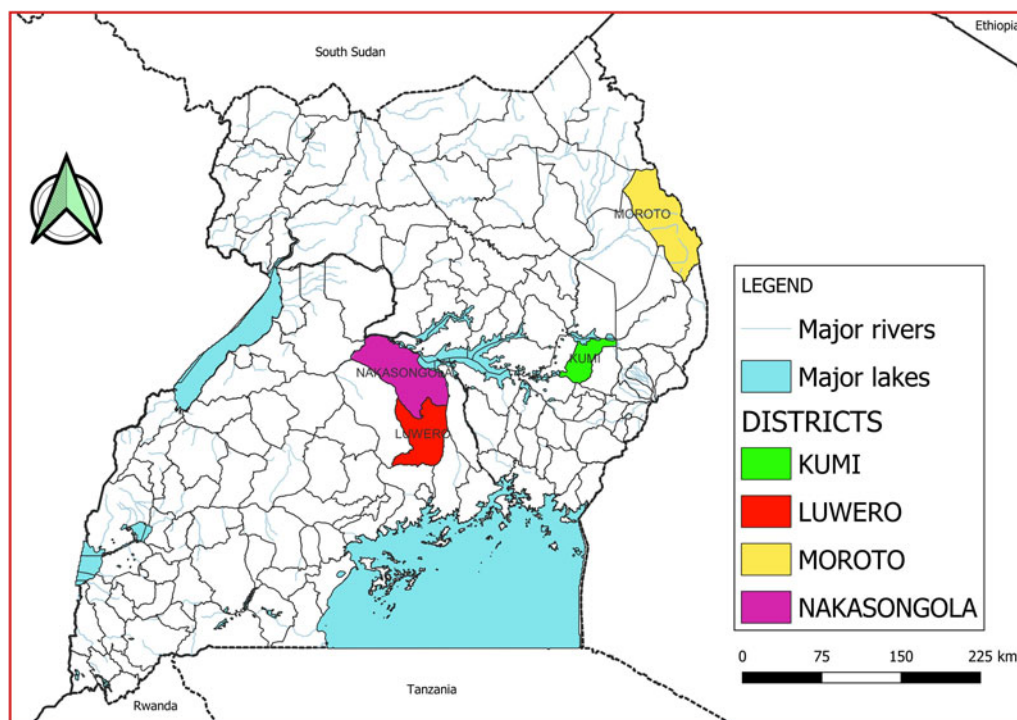 Ethiopia
South Sudan
MOROTO
KUMI
NAKASONGOLA
LUWERO
LEGEND
Major rivers
Major lakes
DISTRICTS
KUMI
LUWERO
MOROTO
NAKASONGOLA
0 75 150 225 km
Tanzania
Rwanda